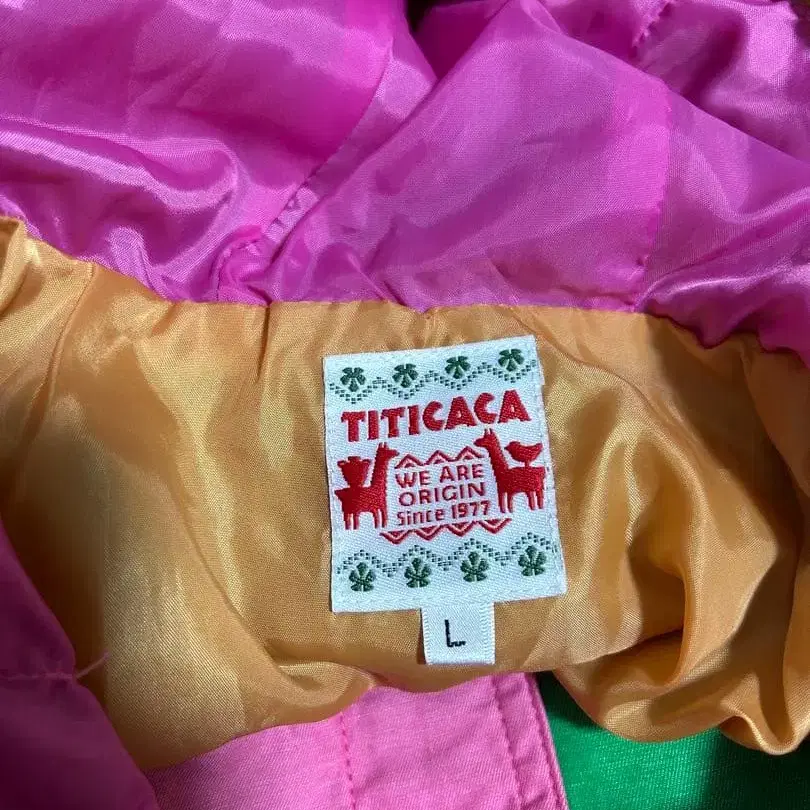 TITICACA
WE ARE
ORIGIN
Since 1977
L